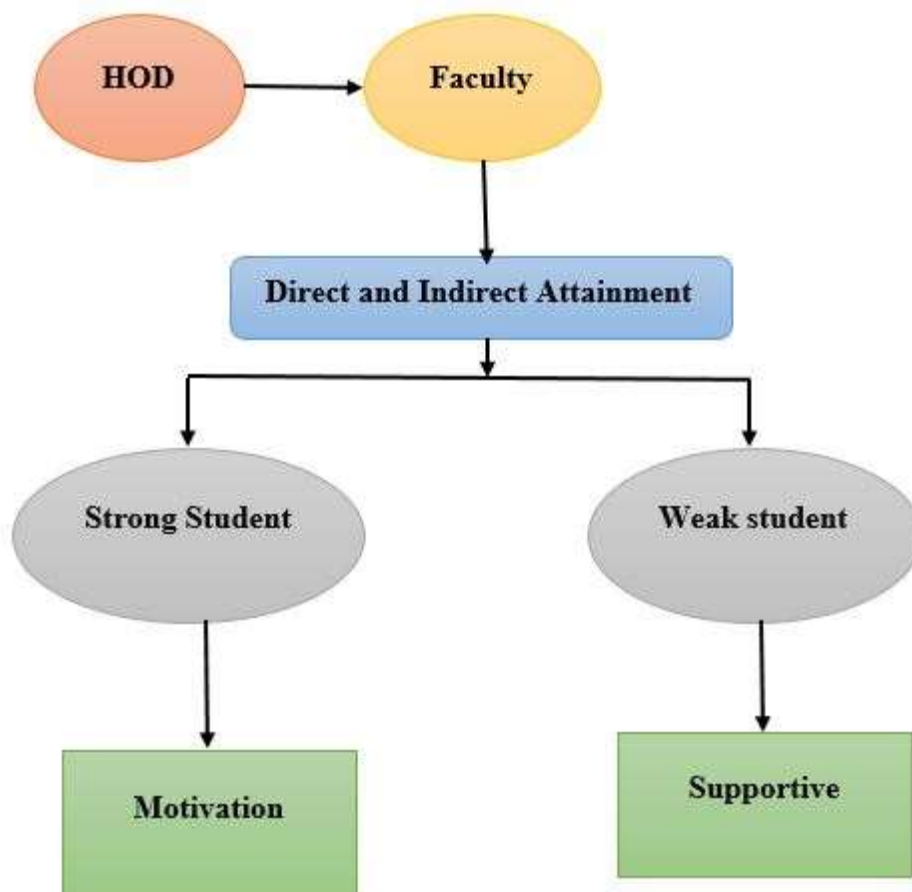 HOD
Faculty
Direct and Indirect Attainment
Strong Student
Weak student
Motivation
Supportive